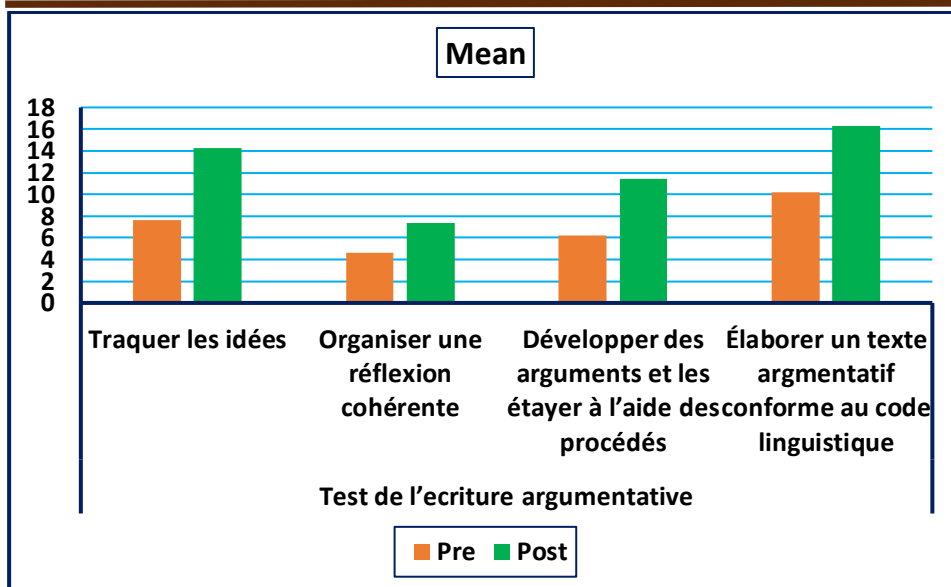 Mean
18
16
14
12
10
8
6
4
2
0
Traquer les idées
Organiser une
réflexion
cohérente
Développer des
arguments et les
étayer à l’aide des
procédés
Élaborer un texte
argmentatif
conforme au code
linguistique
Test de l’ecriture argumentative
Pre Post